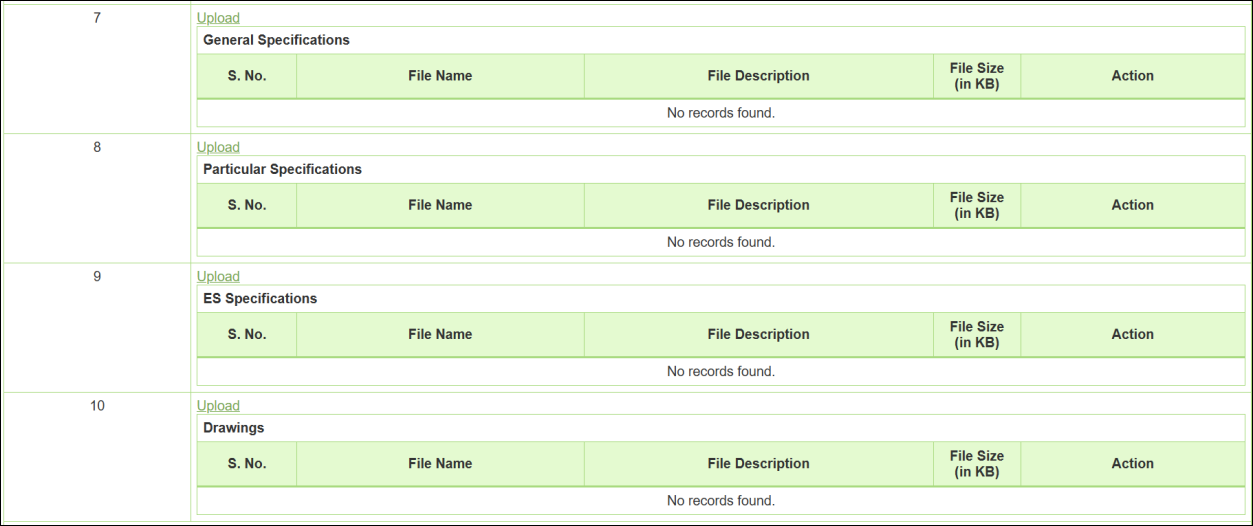 7 Upload
General Specifications
S. No. File Name File Description File Size (in KB) Action
No records found.
8 Upload
Particular Specifications
S. No. File Name File Description File Size (in KB) Action
No records found.
9 Upload
ES Specifications
S. No. File Name File Description File Size (in KB) Action
No records found.
10 Upload
Drawings
S. No. File Name File Description File Size (in KB) Action
No records found.